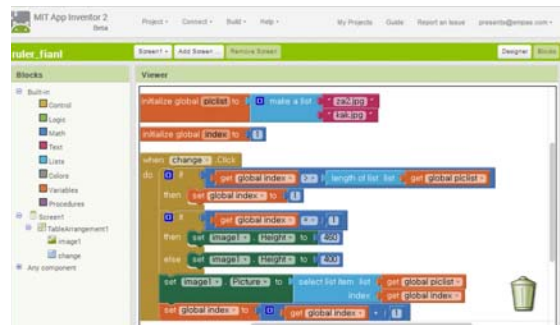 MIT App Inventor 2
Beta
Project Connect Build Help My Projects Guide Report an Issue
ruler_fianl
Screen1 Add Screen ... Remove Screen Designer Blocks
Blocks
Viewer
Built-in
Control
Logic
Math
Text
Lists
Colors
Variables
Procedures
Screen1
TableArrangement1
image1
change
Any component
initialize global piclist to make a list " za2.jpg "
" kak.jpg "
initialize global index to 1
when change .Click
do if get global index length of list list get global piclist
then set global index to 1
if get global index = 1
then set image1 . Height to 460
else set image1 . Height to 400
set image1 . Picture to select list item list get global piclist
index get global index
set global index to get global index + 1